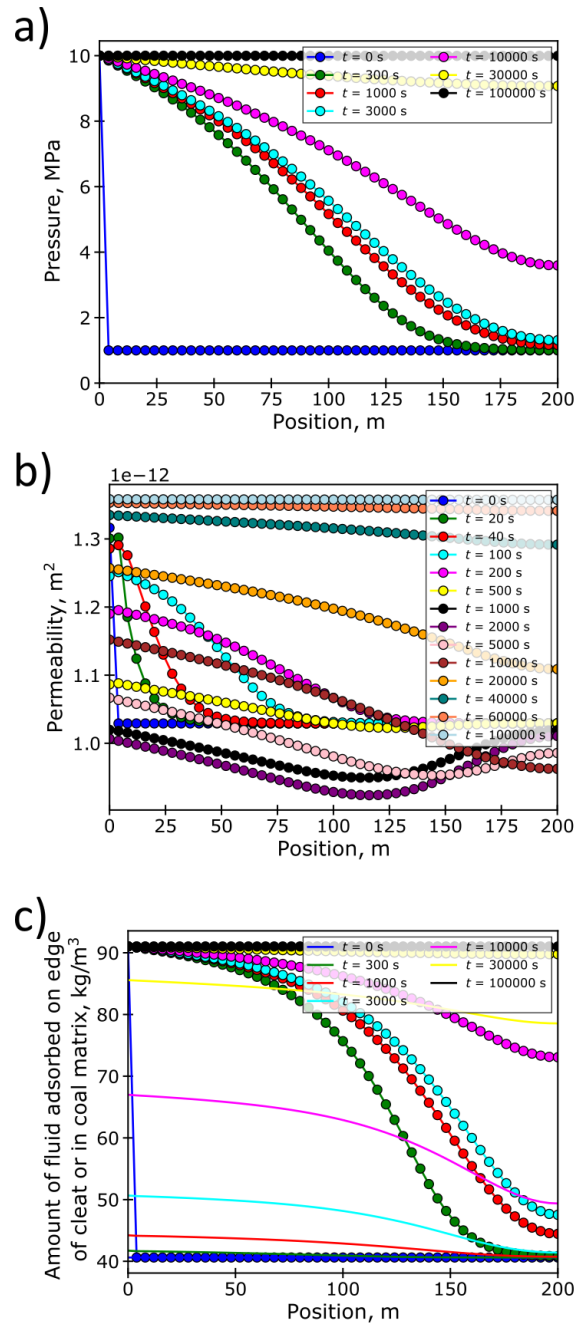 a)
10
8
6
4
2
0
Pressure, MPa
t = 0 s
t = 300 s
t = 1000 s
t = 3000 s
t = 10000 s
t = 30000 s
t = 100000 s
0 25 50 75 100 125 150 175 200
Position, m
b)
1e−12
1.3
1.2
1.1
1.0
Permeability, m²
t = 0 s
t = 20 s
t = 40 s
t = 100 s
t = 200 s
t = 500 s
t = 1000 s
t = 2000 s
t = 5000 s
t = 10000 s
t = 20000 s
t = 40000 s
t = 60000 s
t = 100000 s
0 25 50 75 100 125 150 175 200
Position, m
c)
90
80
70
60
50
40
Amount of fluid adsorbed on edge
of cleat or in coal matrix, kg/m³
t = 0 s
t = 300 s
t = 1000 s
t = 3000 s
t = 10000 s
t = 30000 s
t = 100000 s
0 50 100 150 200
Position, m